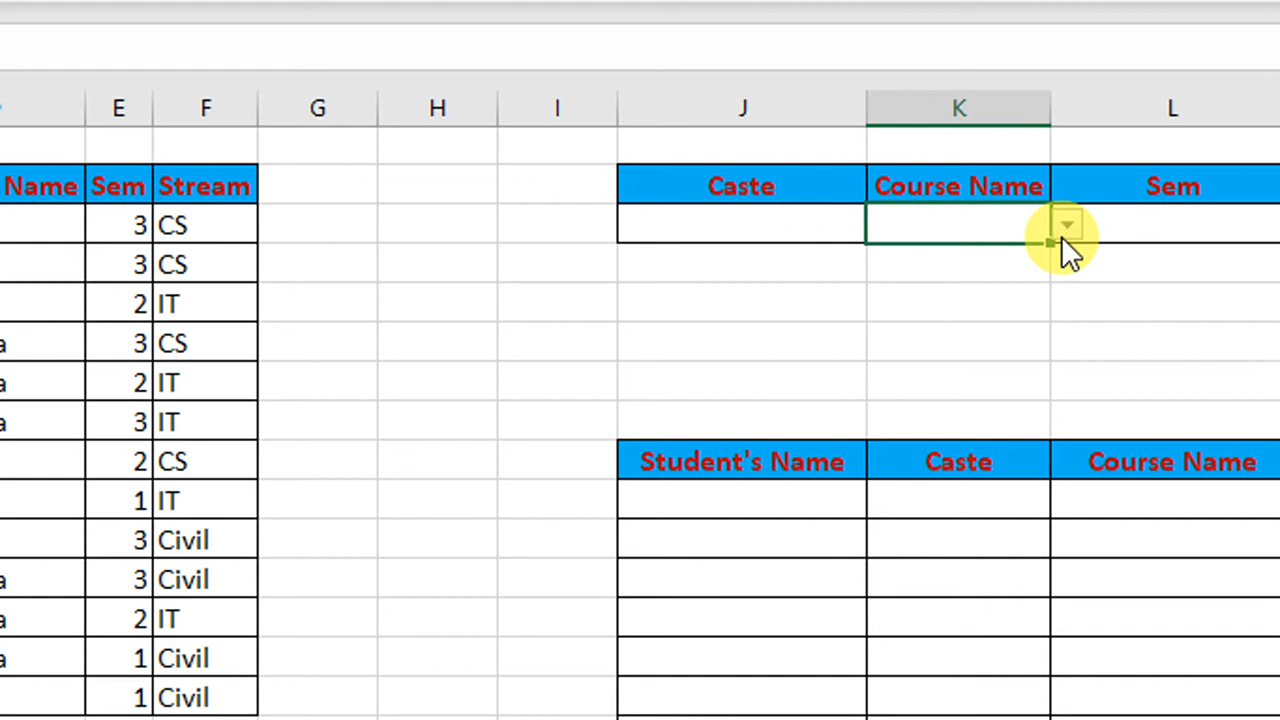 E F G H I J K L
Name Sem Stream Caste Course Name Sem
3 CS
3 CS
2 IT
a 3 CS
a 2 IT
a 3 IT
Student's Name Caste Course Name
2 CS
1 IT
3 Civil
a 3 Civil
a 2 IT
a 1 Civil
1 Civil